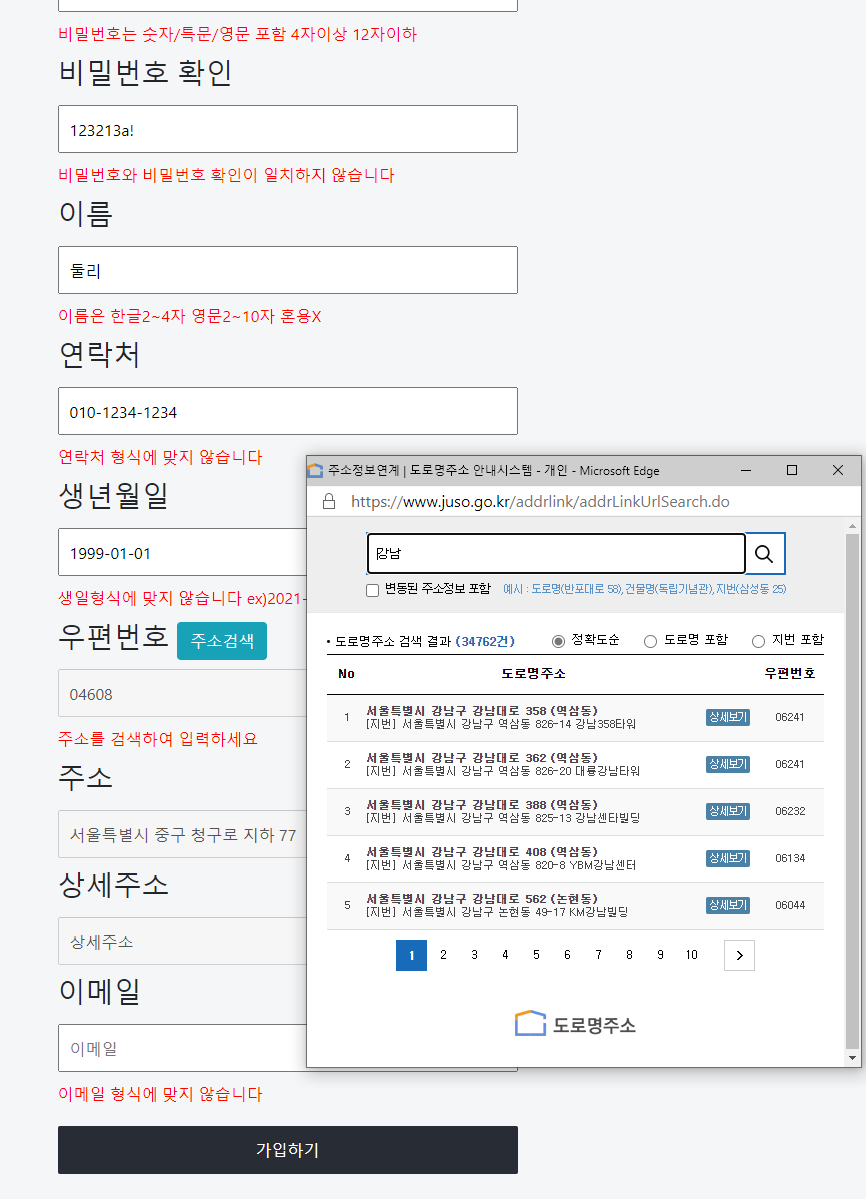 비밀번호는 숫자/특문/영문 포함 4자이상 12자이하
비밀번호 확인
123213a!
비밀번호와 비밀번호 확인이 일치하지 않습니다
이름
둘리
이름은 한글2~4자 영문2~10자 혼용X
연락처
010-1234-1234
연락처 형식에 맞지 않습니다
생년월일
1999-01-01
생일형식에 맞지 않습니다 ex)2021-
우편번호 주소검색
04608
주소를 검색하여 입력하세요
주소
서울특별시 중구 청구로 지하 77
상세주소
상세주소
이메일
이메일
이메일 형식에 맞지 않습니다
가입하기
주소정보연계 | 도로명주소 안내시스템 - 개인 - Microsoft Edge
https://www.juso.go.kr/addrlink/addrLinkUrlSearch.do
강남
변동된 주소정보 포함 예시 : 도로명(반포대로 58), 건물명(독립기념관), 지번(삼성동 25)
• 도로명주소 검색 결과 (34762건) 정확도순 도로명 포함 지번 포함
No 도로명주소 우편번호
1 서울특별시 강남구 강남대로 358 (역삼동) 상세보기 06241
[지번] 서울특별시 강남구 역삼동 826-14 강남358타워
2 서울특별시 강남구 강남대로 362 (역삼동) 상세보기 06241
[지번] 서울특별시 강남구 역삼동 826-20 대륭강남타워
3 서울특별시 강남구 강남대로 388 (역삼동) 상세보기 06232
[지번] 서울특별시 강남구 역삼동 825-13 강남센타빌딩
4 서울특별시 강남구 강남대로 408 (역삼동) 상세보기 06134
[지번] 서울특별시 강남구 역삼동 820-8 YBM강남센터
5 서울특별시 강남구 강남대로 562 (논현동) 상세보기 06044
[지번] 서울특별시 강남구 논현동 49-17 KM강남빌딩
1 2 3 4 5 6 7 8 9 10 >
도로명주소